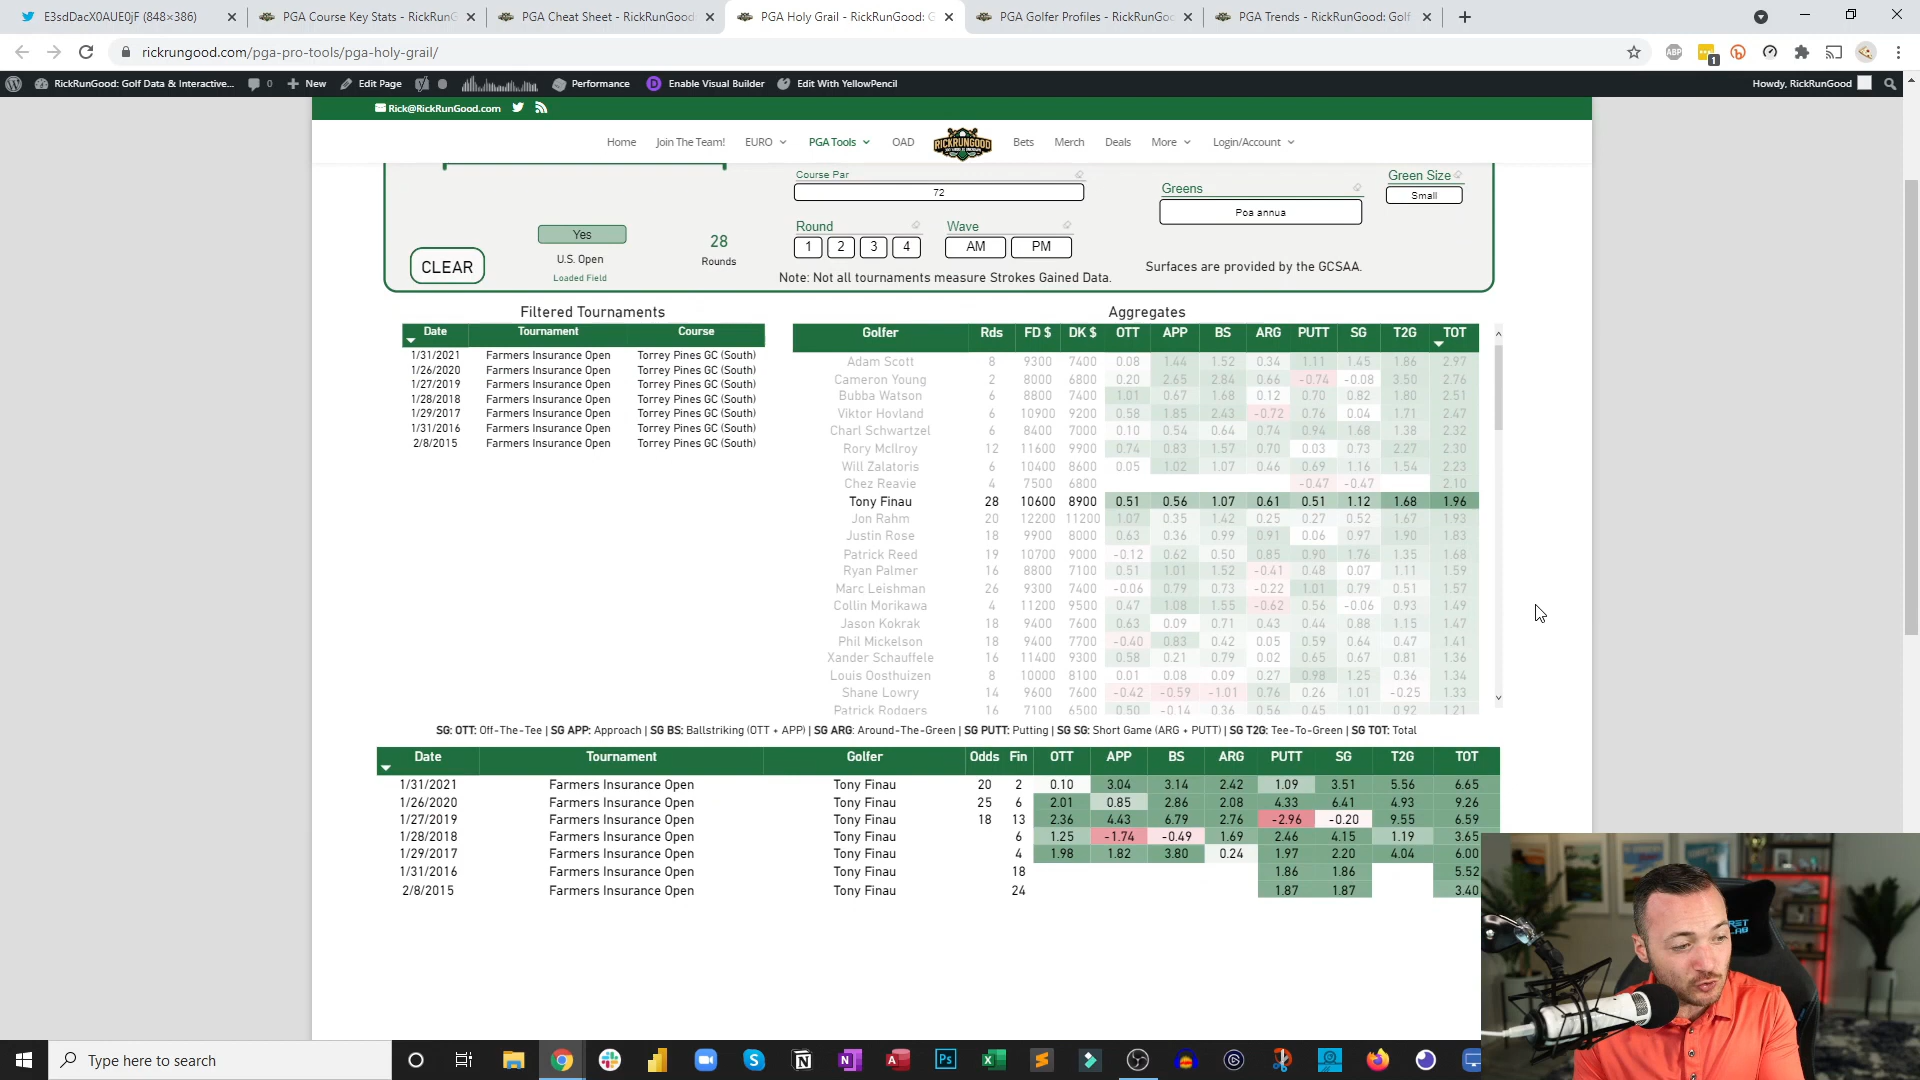 E3sdDacX0AUE0jF (848×386)
PGA Course Key Stats - RickRunG
PGA Cheat Sheet - RickRunGood
PGA Holy Grail - RickRunGood: G
PGA Golfer Profiles - RickRunGo
PGA Trends - RickRunGood: Golf
rickrungood.com/pga-pro-tools/pga-holy-grail/
ABP 1
RickRunGood: Golf Data & Interactive... 0 New Edit Page Performance Enable Visual Builder Edit With YellowPencil Howdy, RickRunGood
Rick@RickRunGood.com
Home Join The Team! EURO PGA Tools OAD RICKRUNGOOD Bets Merch Deals More Login/Account
Course Par
72
Greens
Poa annua
Green Size
Small
Yes
U.S. Open
Loaded Field
28
Rounds
CLEAR
Round
1 2 3 4
Wave
AM PM
Note: Not all tournaments measure Strokes Gained Data.
Surfaces are provided by the GCSAA.
Filtered Tournaments
Date Tournament Course
1/31/2021 Farmers Insurance Open Torrey Pines GC (South)
1/26/2020 Farmers Insurance Open Torrey Pines GC (South)
1/27/2019 Farmers Insurance Open Torrey Pines GC (South)
1/28/2018 Farmers Insurance Open Torrey Pines GC (South)
1/29/2017 Farmers Insurance Open Torrey Pines GC (South)
1/31/2016 Farmers Insurance Open Torrey Pines GC (South)
2/8/2015 Farmers Insurance Open Torrey Pines GC (South)
Aggregates
Golfer Rds FD $ DK $ OTT APP BS ARG PUTT SG T2G TOT
Adam Scott 8 9300 7400 0.08 1.44 1.52 0.34 1.11 1.45 1.86 2.97
Cameron Young 2 8000 6800 0.20 2.65 2.84 0.66 -0.74 -0.08 3.50 2.76
Bubba Watson 6 8800 7400 1.01 0.67 1.68 0.12 0.70 0.82 1.80 2.51
Viktor Hovland 6 10900 9200 0.58 1.85 2.43 -0.72 0.76 0.04 1.71 2.47
Charl Schwartzel 6 8400 7000 0.10 0.54 0.64 0.74 0.94 1.68 1.38 2.32
Rory McIlroy 12 11600 9900 0.74 0.83 1.57 0.70 0.03 0.73 2.27 2.30
Will Zalatoris 6 10400 8600 0.05 1.02 1.07 0.46 0.69 1.16 1.54 2.23
Chez Reavie 4 7500 6800 -0.47 -0.47 2.10
Tony Finau 28 10600 8900 0.51 0.56 1.07 0.61 0.51 1.12 1.68 1.96
Jon Rahm 20 12200 11200 1.07 0.35 1.42 0.25 0.27 0.52 1.67 1.93
Justin Rose 18 9900 8000 0.63 0.36 0.99 0.91 0.06 0.97 1.90 1.83
Patrick Reed 19 10700 9000 -0.12 0.62 0.50 0.85 0.90 1.76 1.35 1.68
Ryan Palmer 16 8800 7100 0.51 1.01 1.52 -0.41 0.48 0.07 1.11 1.59
Marc Leishman 26 9300 7400 -0.06 0.79 0.73 -0.22 1.01 0.79 0.51 1.57
Collin Morikawa 4 11200 9500 0.47 1.08 1.55 -0.62 0.56 -0.06 0.93 1.49
Jason Kokrak 18 9400 7600 0.63 0.09 0.71 0.43 0.44 0.88 1.15 1.47
Phil Mickelson 18 9400 7700 -0.40 0.83 0.42 0.05 0.59 0.64 0.47 1.41
Xander Schauffele 16 11400 9300 0.58 0.21 0.79 0.02 0.65 0.67 0.81 1.36
Louis Oosthuizen 8 10000 8100 0.01 0.08 0.09 0.27 0.98 1.25 0.36 1.34
Shane Lowry 14 9600 7600 -0.42 -0.59 -1.01 0.76 0.26 1.01 -0.25 1.33
Patrick Rodgers 16 7100 6500 0.50 -0.14 0.36 0.56 0.45 1.01 0.92 1.21
SG: OTT: Off-The-Tee | SG APP: Approach | SG BS: Ballstriking (OTT + APP) | SG ARG: Around-The-Green | SG PUTT: Putting | SG SG: Short Game (ARG + PUTT) | SG T2G: Tee-To-Green | SG TOT: Total
Date Tournament Golfer Odds Fin OTT APP BS ARG PUTT SG T2G TOT
1/31/2021 Farmers Insurance Open Tony Finau 20 2 0.10 3.04 3.14 2.42 1.09 3.51 5.56 6.65
1/26/2020 Farmers Insurance Open Tony Finau 25 6 2.01 0.85 2.86 2.08 4.33 6.41 4.93 9.26
1/27/2019 Farmers Insurance Open Tony Finau 18 13 2.36 4.43 6.79 2.76 -2.96 -0.20 9.55 6.59
1/28/2018 Farmers Insurance Open Tony Finau 6 1.25 -1.74 -0.49 1.69 2.46 4.15 1.19 3.65
1/29/2017 Farmers Insurance Open Tony Finau 4 1.98 1.82 3.80 0.24 1.97 2.20 4.04 6.00
1/31/2016 Farmers Insurance Open Tony Finau 18 1.86 1.86 5.52
2/8/2015 Farmers Insurance Open Tony Finau 24 1.87 1.87 3.40
Type here to search